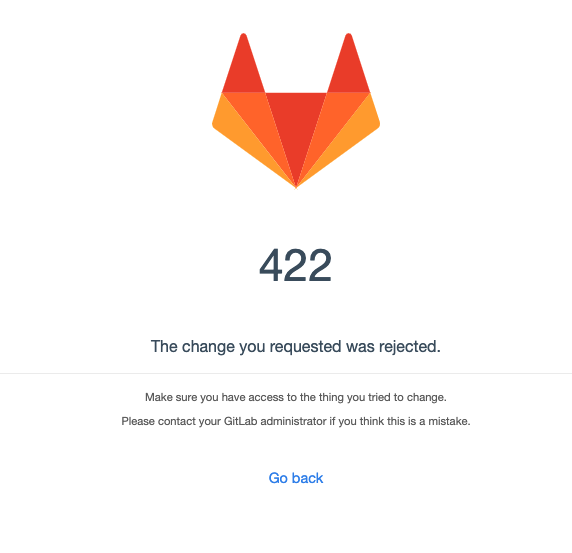 422
The change you requested was rejected.
Make sure you have access to the thing you tried to change.
Please contact your GitLab administrator if you think this is a mistake.
Go back